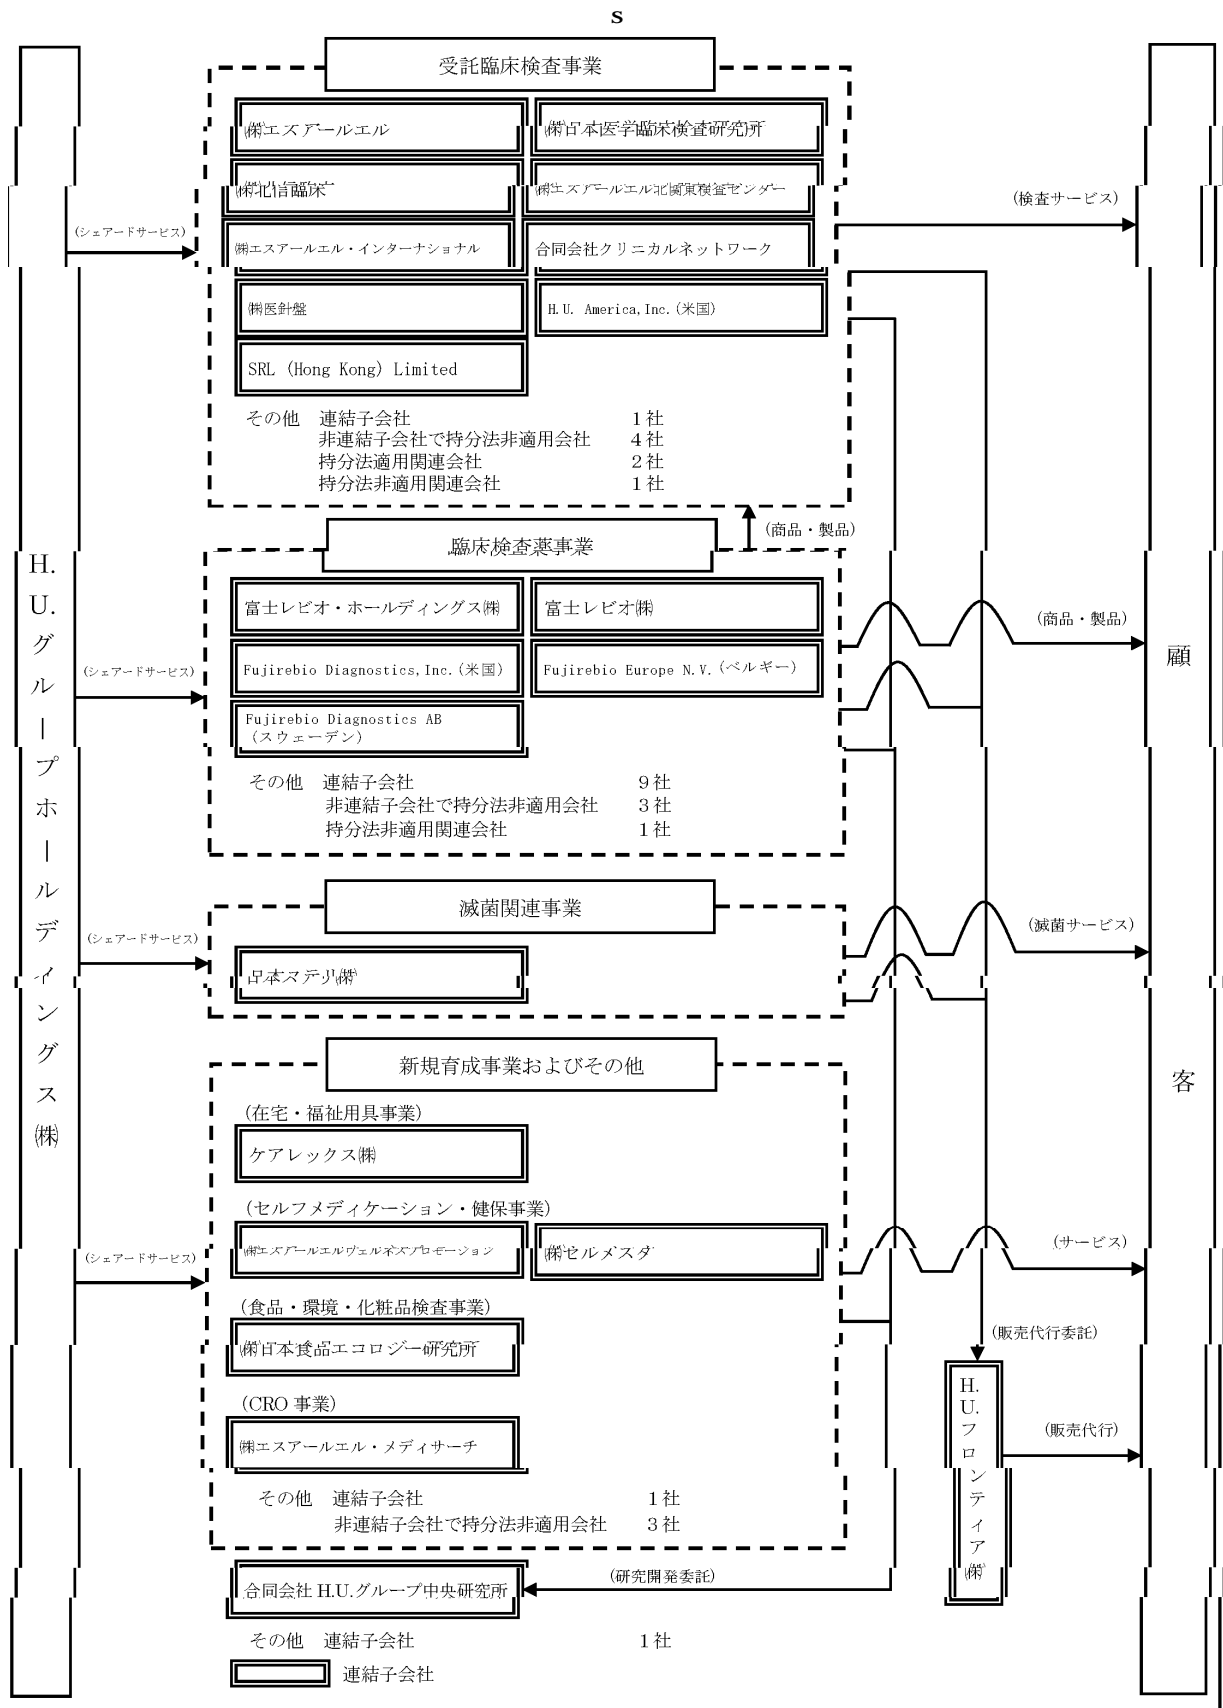 s
受託臨床検査事業
㈱エスアールエル
㈱日本医学臨床検査研究所
㈱北信臨床
㈱エスアールエル北関東検査センター
(検査サービス)
(シェアードサービス)
㈱エスアールエル・インターナショナル
合同会社クリニカルネットワーク
㈱医針盤
H.U. America,Inc.(米国)
SRL (Hong Kong) Limited
その他 連結子会社 1社
非連結子会社で持分法非適用会社 4社
持分法適用関連会社 2社
持分法非適用関連会社 1社
(商品・製品)
臨床検査薬事業
富士レビオ・ホールディングス㈱
富士レビオ㈱
(商品・製品)
(シェアードサービス)
Fujirebio Diagnostics,Inc.(米国)
Fujirebio Europe N.V.(ベルギー)
Fujirebio Diagnostics AB
(スウェーデン)
その他 連結子会社 9社
非連結子会社で持分法非適用会社 3社
持分法非適用関連会社 1社
H.U.グループホールディングス㈱
顧客
滅菌関連事業
(滅菌サービス)
(シェアードサービス)
日本ステリ㈱
新規育成事業およびその他
(在宅・福祉用具事業)
ケアレックス㈱
(セルフメディケーション・健保事業)
㈱エスアールエルウェルネスプロモーション
㈱セルメスタ
(サービス)
(シェアードサービス)
(食品・環境・化粧品検査事業)
㈱日本食品エコロジー研究所
(販売代行委託)
(CRO 事業)
㈱エスアールエル・メディサーチ
H.U.フロンティア㈱
(販売代行)
その他 連結子会社 1社
非連結子会社で持分法非適用会社 3社
合同会社 H.U.グループ中央研究所
(研究開発委託)
その他 連結子会社 1社
連結子会社